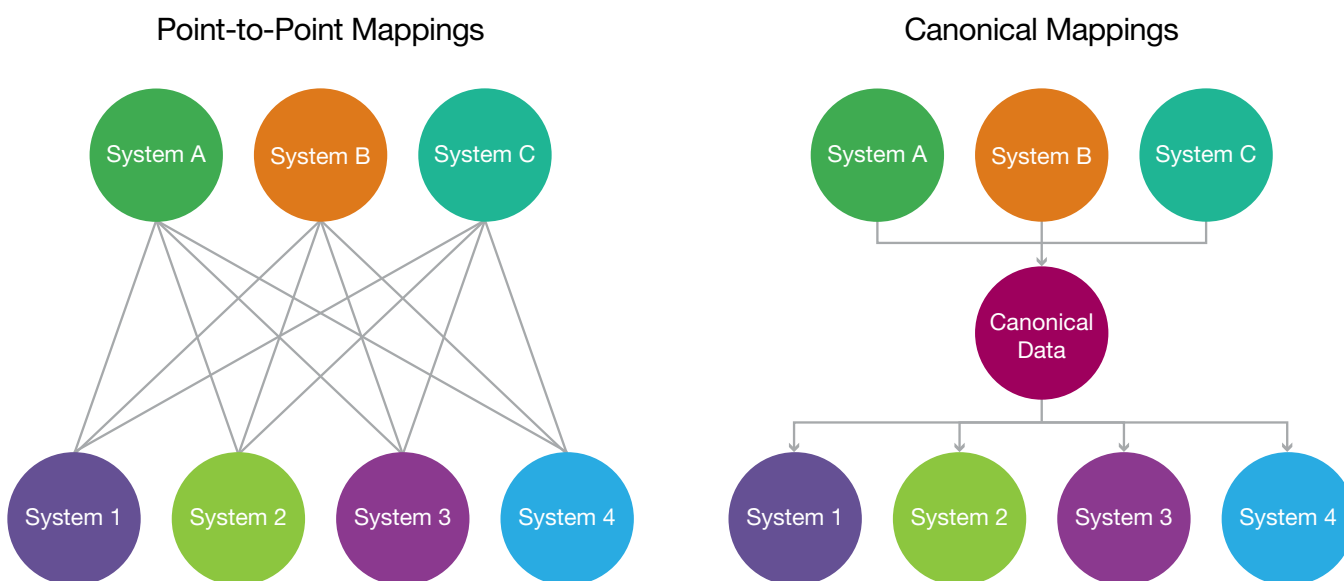 Point-to-Point Mappings
System A
System B
System C
System 1
System 2
System 3
System 4
Canonical Mappings
System A
System B
System C
Canonical
Data
System 1
System 2
System 3
System 4